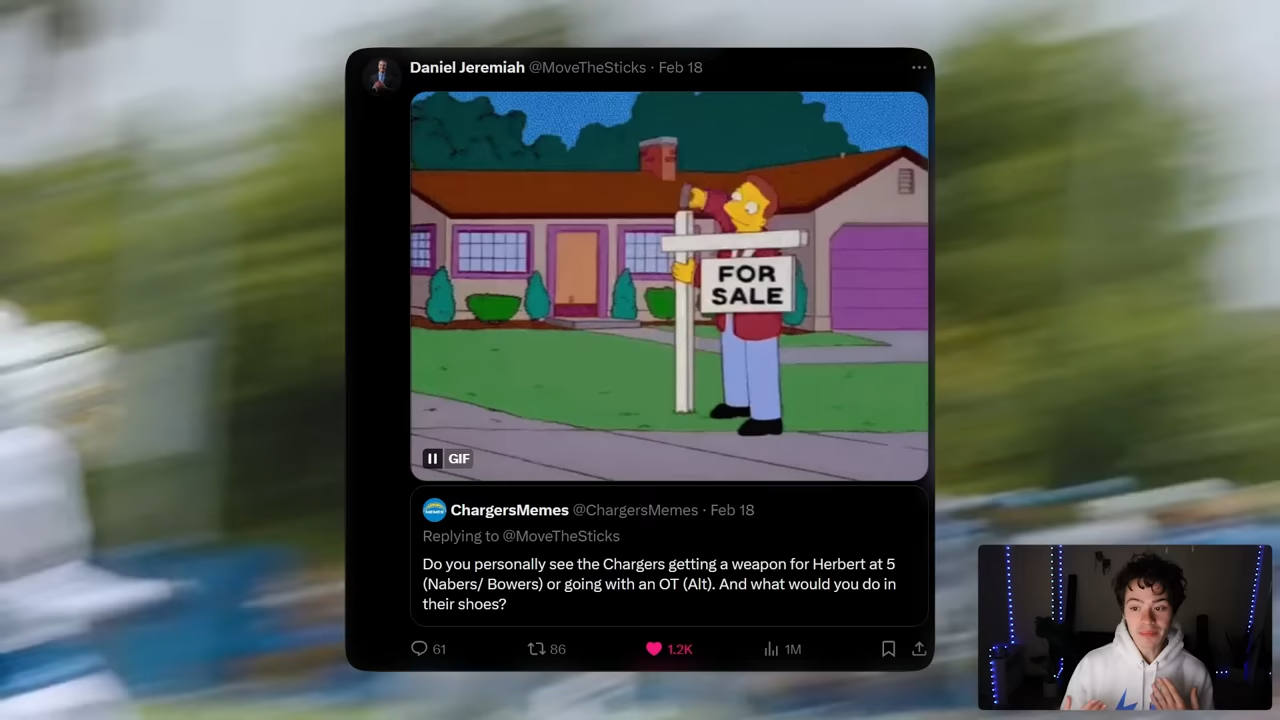 Daniel Jeremiah @MoveTheSticks · Feb 18
FOR
SALE
GIF
ChargersMemes @ChargersMemes · Feb 18
Replying to @MoveTheSticks
Do you personally see the Chargers getting a weapon for Herbert at 5
(Nabers/ Bowers) or going with an OT (Alt). And what would you do in
their shoes?
61 86 1.2K 1M